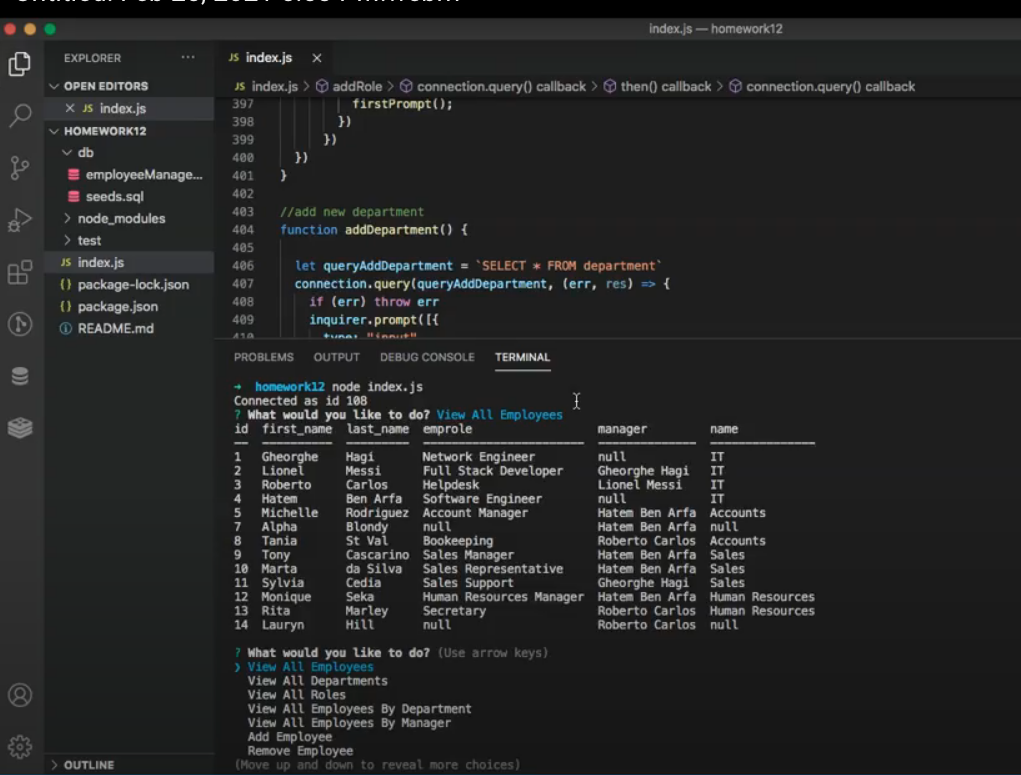 index.js — homework12
EXPLORER ···
OPEN EDITORS
JS index.js
HOMEWORK12
db
employeeManage...
seeds.sql
node_modules
test
JS index.js
{} package-lock.json
{} package.json
README.md
OUTLINE
JS index.js ×
JS index.js > addRole > connection.query() callback > then() callback > connection.query() callback
397 firstPrompt();
398 })
399 })
400 })
401 }
402
403 //add new department
404 function addDepartment() {
405
406 let queryAddDepartment = `SELECT * FROM department`
407 connection.query(queryAddDepartment, (err, res) => {
408 if (err) throw err
409 inquirer.prompt([{
410 type: "input"
PROBLEMS OUTPUT DEBUG CONSOLE TERMINAL
→ homework12 node index.js
Connected as id 108
? What would you like to do? View All Employees
id first_name last_name emprole manager name
1 Gheorghe Hagi Network Engineer null IT
2 Lionel Messi Full Stack Developer Gheorghe Hagi IT
3 Roberto Carlos Helpdesk Lionel Messi IT
4 Hatem Ben Arfa Software Engineer null IT
5 Michelle Rodriguez Account Manager Hatem Ben Arfa Accounts
7 Alpha Blondy null Hatem Ben Arfa null
8 Tania St Val Bookeeping Roberto Carlos Accounts
9 Tony Cascarino Sales Manager Hatem Ben Arfa Sales
10 Marta da Silva Sales Representative Hatem Ben Arfa Sales
11 Sylvia Cedia Sales Support Gheorghe Hagi Sales
12 Monique Seka Human Resources Manager Hatem Ben Arfa Human Resources
13 Rita Marley Secretary Roberto Carlos Human Resources
14 Lauryn Hill null Roberto Carlos null
? What would you like to do? (Use arrow keys)
❯ View All Employees
View All Departments
View All Roles
View All Employees By Department
View All Employees By Manager
Add Employee
Remove Employee
(Move up and down to reveal more choices)